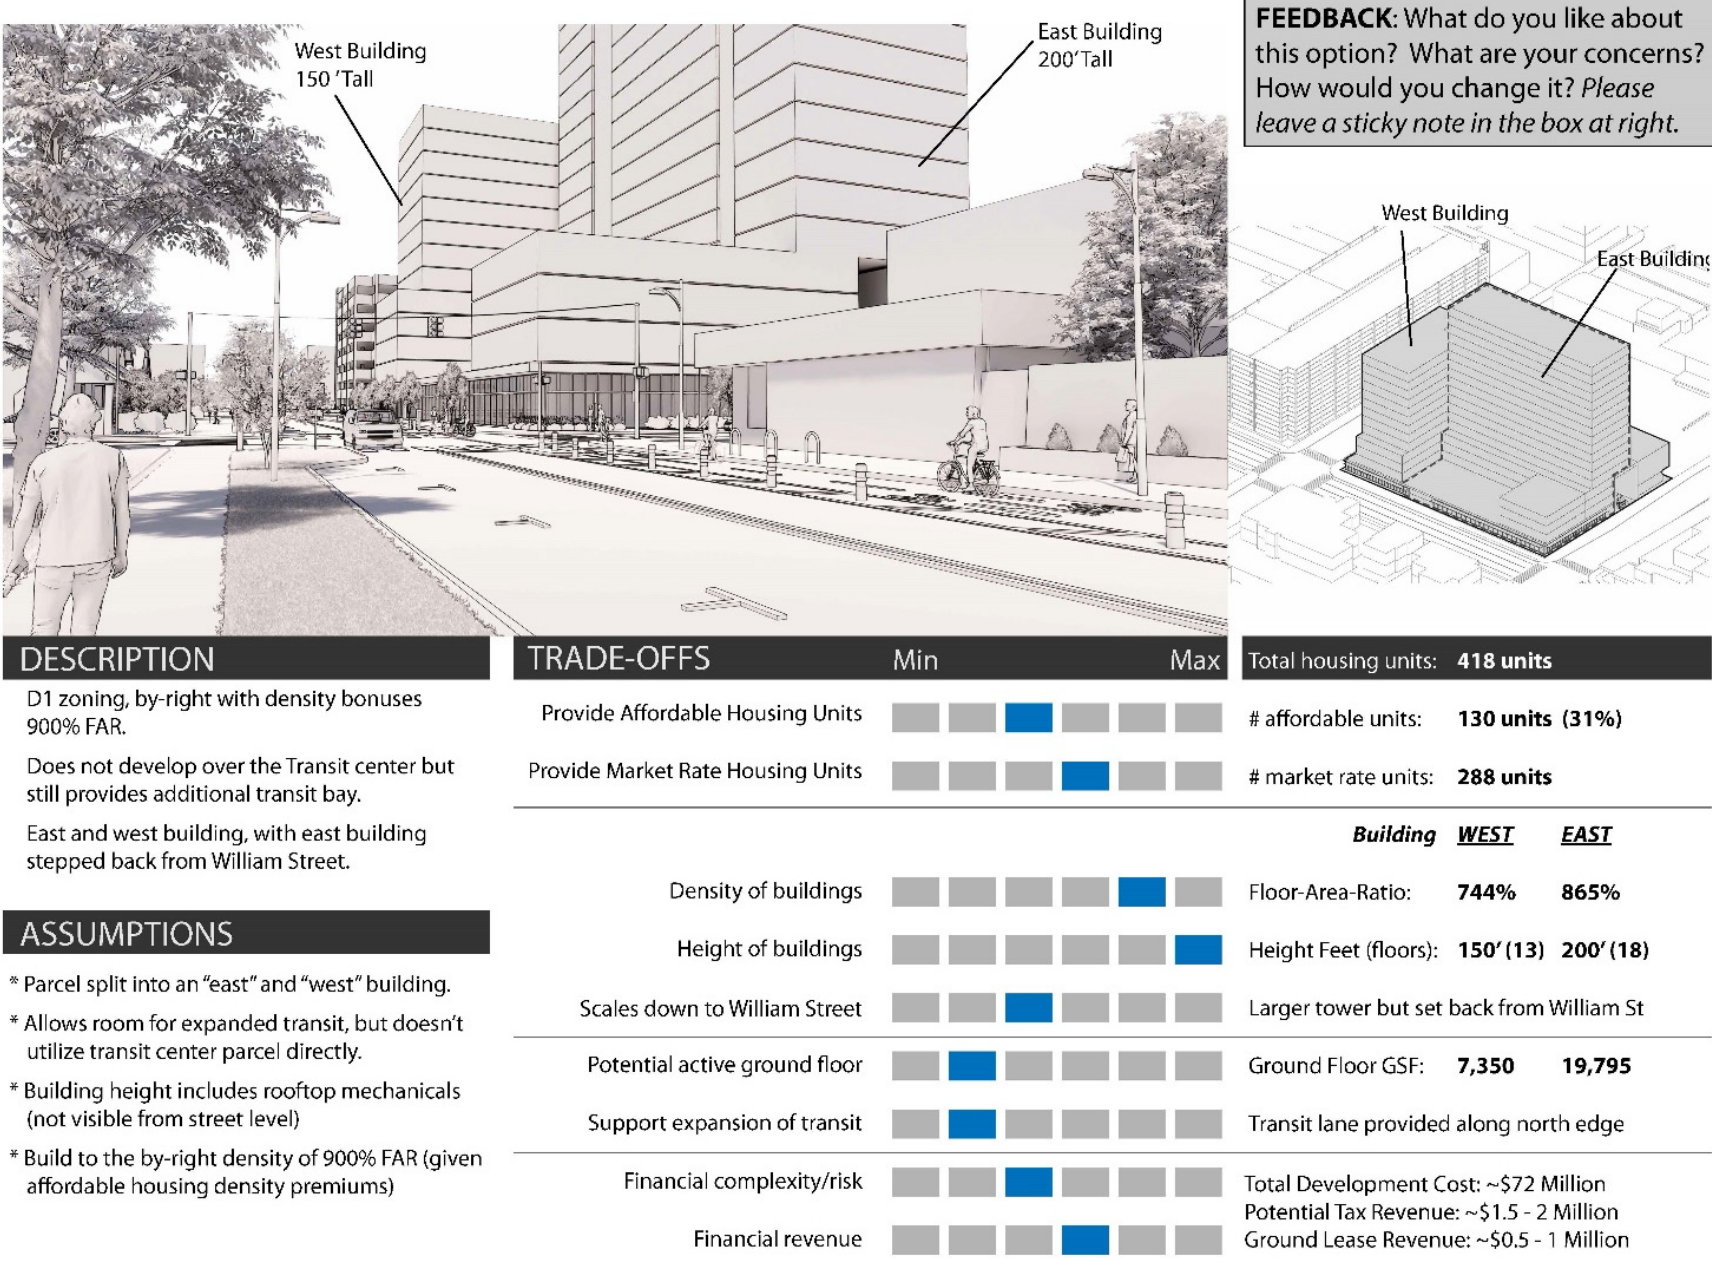 West Building
150 'Tall
East Building
200'Tall
FEEDBACK: What do you like about
this option? What are your concerns?
How would you change it? Please
leave a sticky note in the box at right.
West Building
East Building
DESCRIPTION
D1 zoning, by-right with density bonuses
900% FAR.
Does not develop over the Transit center but
still provides additional transit bay.
East and west building, with east building
stepped back from William Street.
ASSUMPTIONS
* Parcel split into an "east" and "west" building.
* Allows room for expanded transit, but doesn't
utilize transit center parcel directly.
* Building height includes rooftop mechanicals
(not visible from street level)
* Build to the by-right density of 900% FAR (given
affordable housing density premiums)
TRADE-OFFS Min Max
Provide Affordable Housing Units
Provide Market Rate Housing Units
Density of buildings
Height of buildings
Scales down to William Street
Potential active ground floor
Support expansion of transit
Financial complexity/risk
Financial revenue
Total housing units: 418 units
# affordable units: 130 units (31%)
# market rate units: 288 units
Building WEST EAST
Floor-Area-Ratio: 744% 865%
Height Feet (floors): 150' (13) 200' (18)
Larger tower but set back from William St
Ground Floor GSF: 7,350 19,795
Transit lane provided along north edge
Total Development Cost: ~$72 Million
Potential Tax Revenue: ~$1.5 - 2 Million
Ground Lease Revenue: ~$0.5 - 1 Million